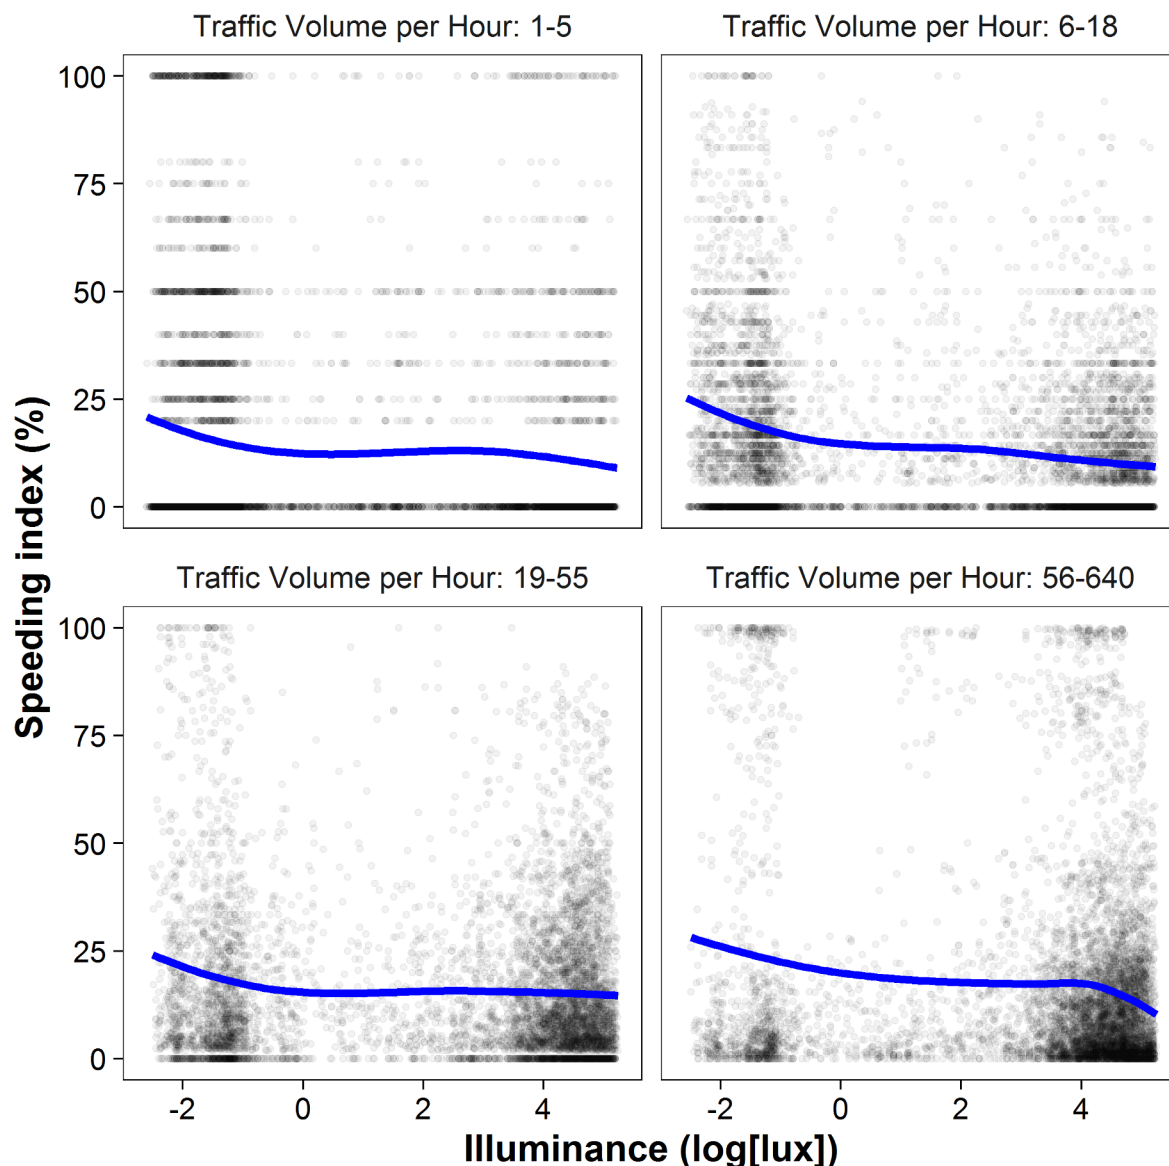 Traffic Volume per Hour: 1-5
Traffic Volume per Hour: 6-18
100
75
50
25
0
Speeding index (%)
Traffic Volume per Hour: 19-55
Traffic Volume per Hour: 56-640
100
75
50
25
0
-2 0 2 4
-2 0 2 4
Illuminance (log[lux])